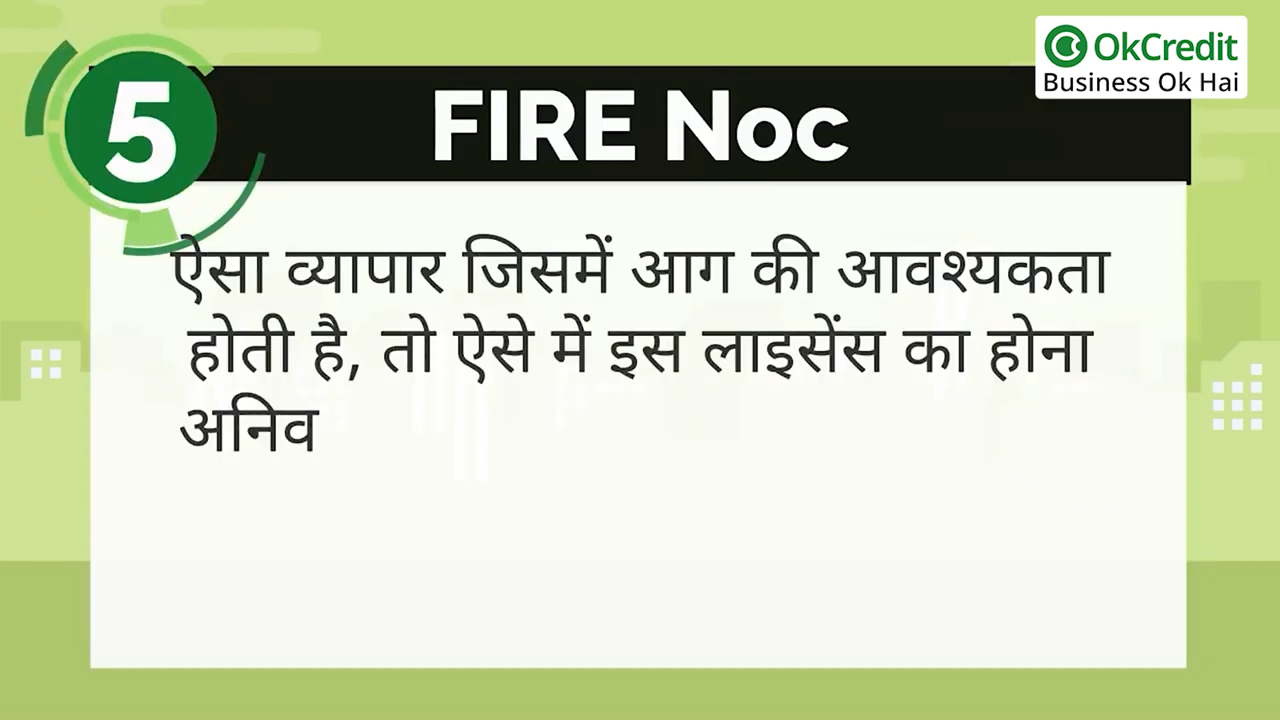 OkCredit
Business Ok Hai
5
FIRE Noc
ऐसा व्यापार जिसमें आग की आवश्यकता
होती है, तो ऐसे में इस लाइसेंस का होना
अनिव